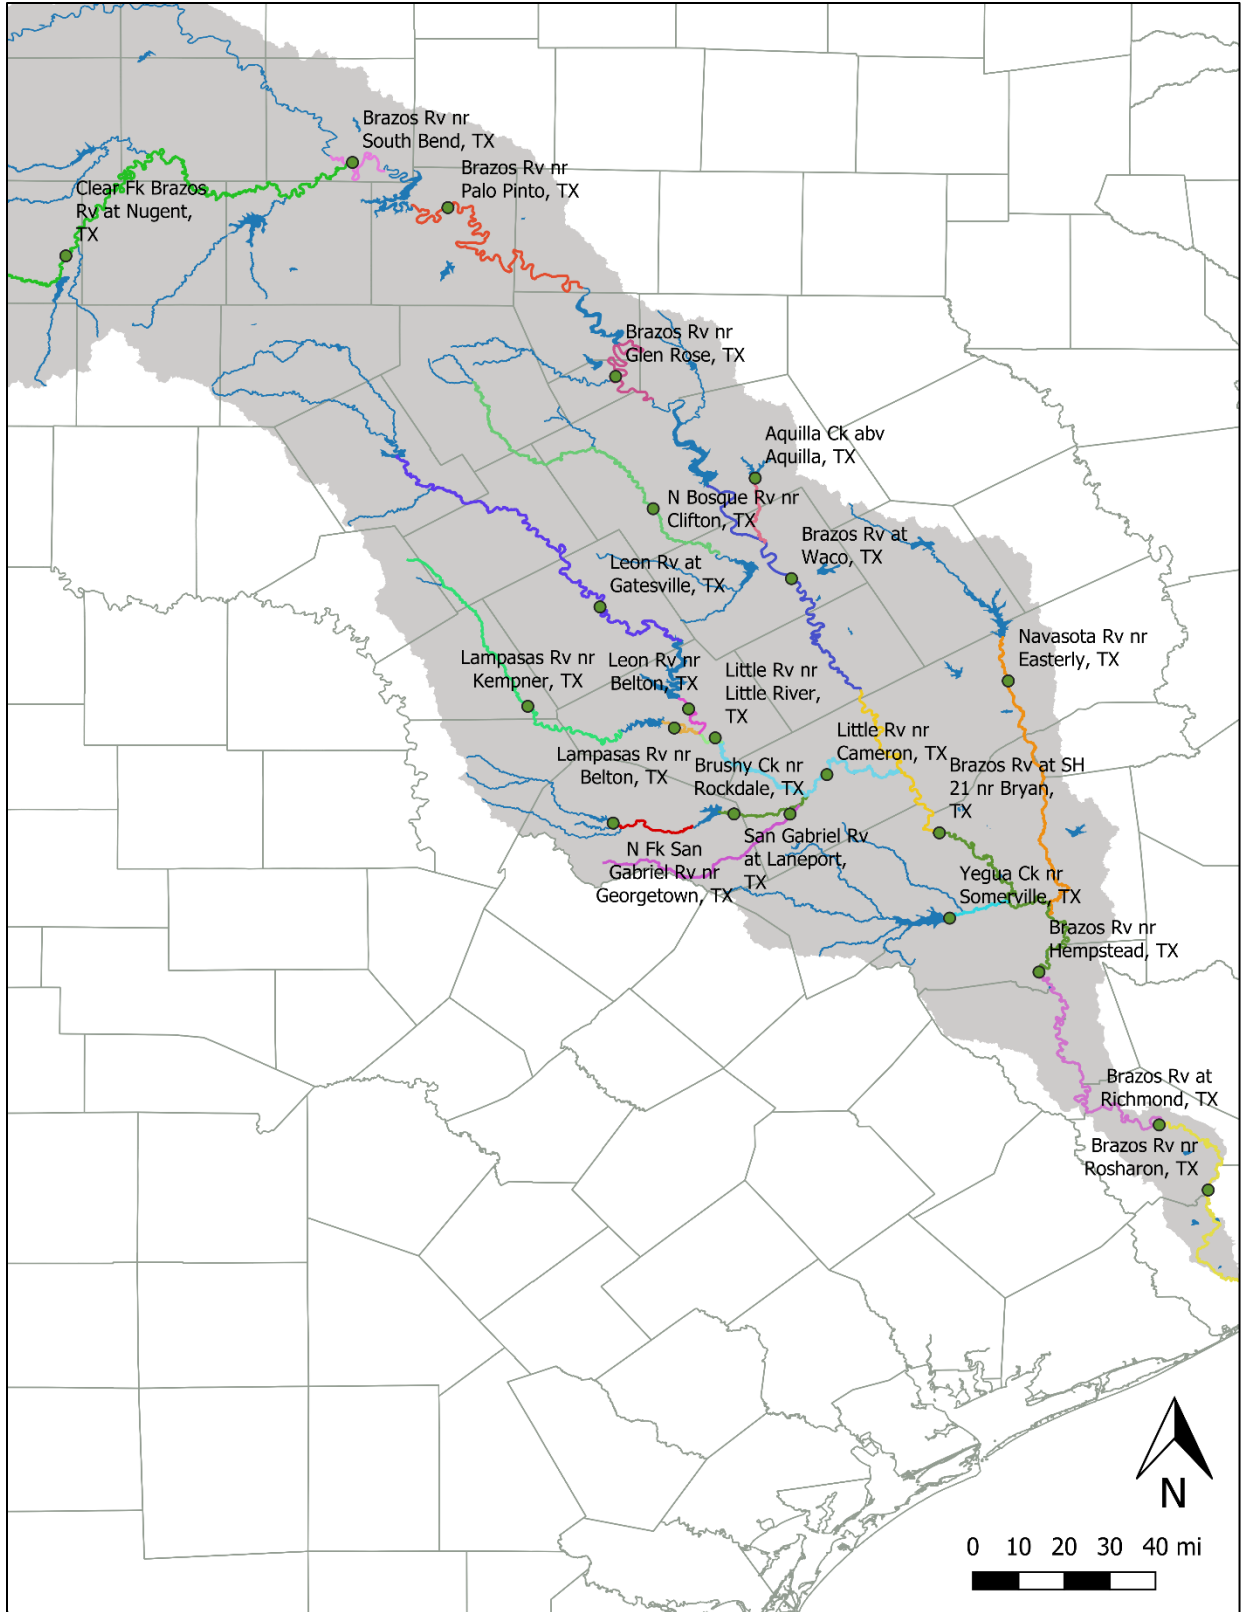 Brazos Rv nr
South Bend, TX
Brazos Rv nr
Palo Pinto, TX
Clear Fk Brazos
Rv at Nugent,
TX
Brazos Rv nr
Glen Rose, TX
Aquilla Ck abv
Aquilla, TX
N Bosque Rv nr
Clifton, TX
Brazos Rv at
Waco, TX
Leon Rv at
Gatesville, TX
Navasota Rv nr
Easterly, TX
Lampasas Rv nr
Kempner, TX
Leon Rv nr
Belton, TX
Little Rv nr
Little River,
TX
Little Rv nr
Cameron, TX
Lampasas Rv nr
Belton, TX
Brushy Ck nr
Rockdale, TX
Brazos Rv at SH
21 nr Bryan,
TX
N Fk San
Gabriel Rv nr
Georgetown, TX
San Gabriel Rv
at Laneport,
TX
Yegua Ck nr
Somerville, TX
Brazos Rv nr
Hempstead, TX
Brazos Rv at
Richmond, TX
Brazos Rv nr
Rosharon, TX
N
0 10 20 30 40 mi